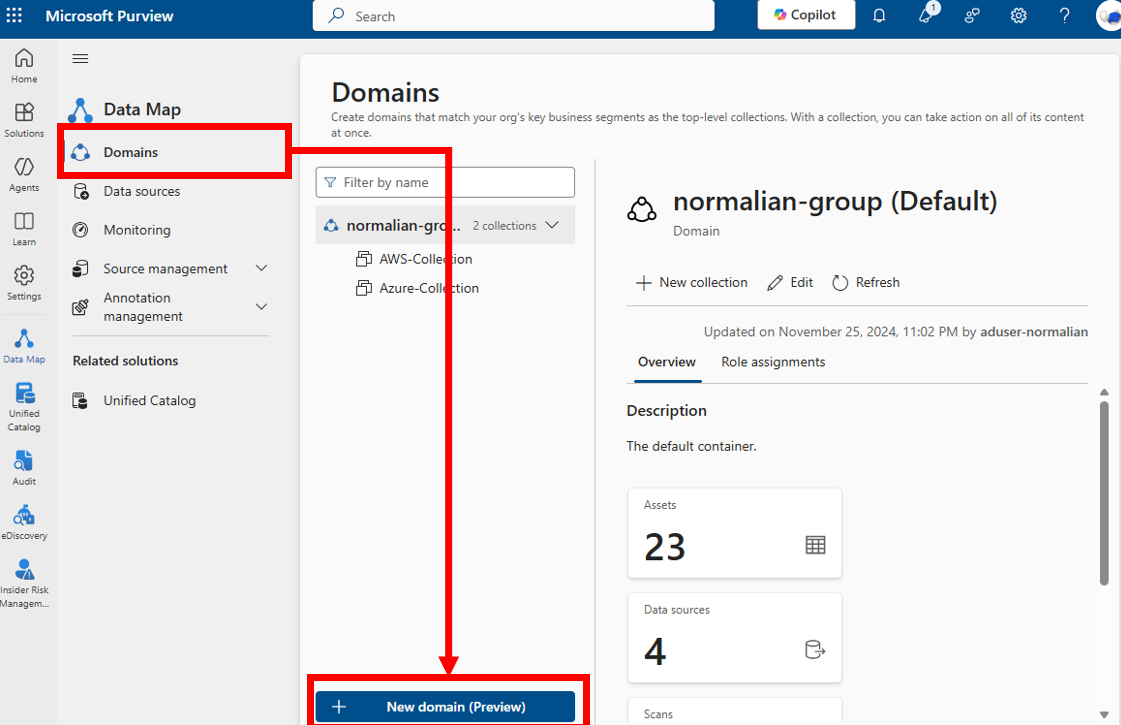 Microsoft Purview
Search
Copilot
1
Home
Solutions
Agents
Learn
Settings
Data Map
Unified
Catalog
Audit
eDiscovery
Insider Risk
Managem...
Data Map
Domains
Data sources
Monitoring
Source management
Annotation
management
Related solutions
Unified Catalog
Domains
Create domains that match your org's key business segments as the top-level collections. With a collection, you can take action on all of its content
at once.
Filter by name
normalian-gro... 2 collections
AWS-Collection
Azure-Collection
New domain (Preview)
normalian-group (Default)
Domain
New collection Edit Refresh
Updated on November 25, 2024, 11:02 PM by aduser-normalian
Overview Role assignments
Description
The default container.
Assets
23
Data sources
4
Scans